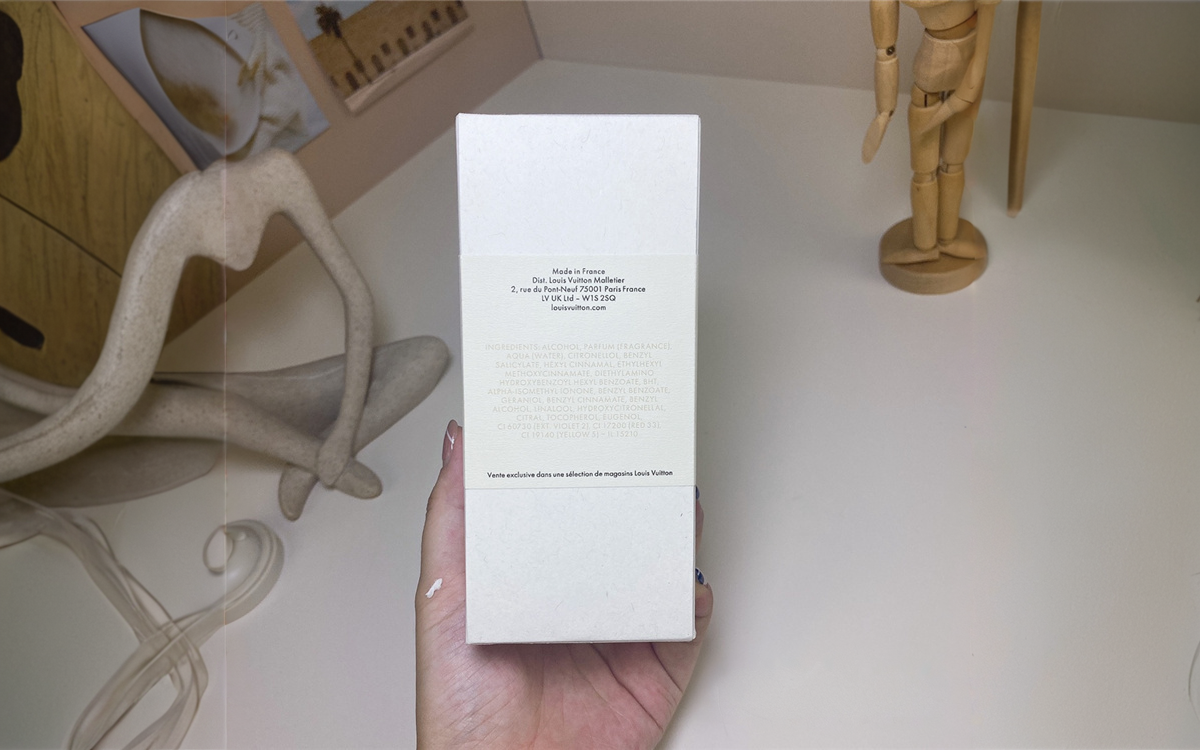 Made in France
Dist. Louis Vuitton Malletier
2, rue du Pont-Neuf 75001 Paris France
LV UK Ltd – W1S 2SQ
louisvuitton.com
INGREDIENTS: ALCOHOL, PARFUM (FRAGRANCE),
AQUA (WATER), CITRONELLOL, BENZYL
SALICYLATE, HEXYL CINNAMAL, ETHYLHEXYL
METHOXYCINNAMATE, DIETHYLAMINO
HYDROXYBENZOYL HEXYL BENZOATE, BHT,
ALPHA-ISOMETHYL IONONE, BENZYL BENZOATE,
GERANIOL, BENZYL CINNAMATE, BENZYL
ALCOHOL, LINALOOL, HYDROXYCITRONELLAL,
CITRAL, TOCOPHEROL, EUGENOL,
CI 60730 (EXT. VIOLET 2), CI 17200 (RED 33),
CI 19140 (YELLOW 5) – IL 15210
Vente exclusive dans une sélection de magasins Louis Vuitton